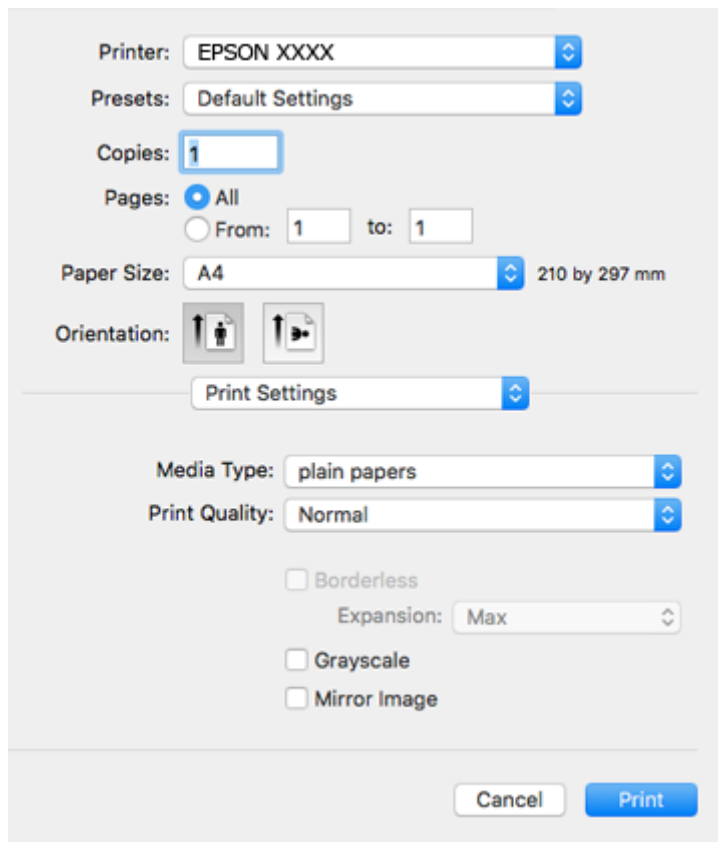 Printer: EPSON XXXX
Presets: Default Settings
Copies: 1
Pages: All
From: 1 to: 1
Paper Size: A4 210 by 297 mm
Orientation:
Print Settings
Media Type: plain papers
Print Quality: Normal
Borderless
Expansion: Max
Grayscale
Mirror Image
Cancel Print